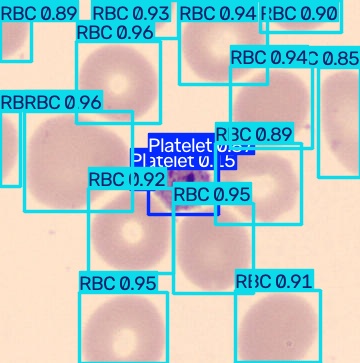 RBC 0.89
RBC 0.93
RBC 0.94
RBC 0.90
RBC 0.96
RBC 0.94
0.85
RBC 0.96
RBC 0.89
Platelet
Platelet
RBC 0.92
RBC 0.95
RBC 0.95
RBC 0.91